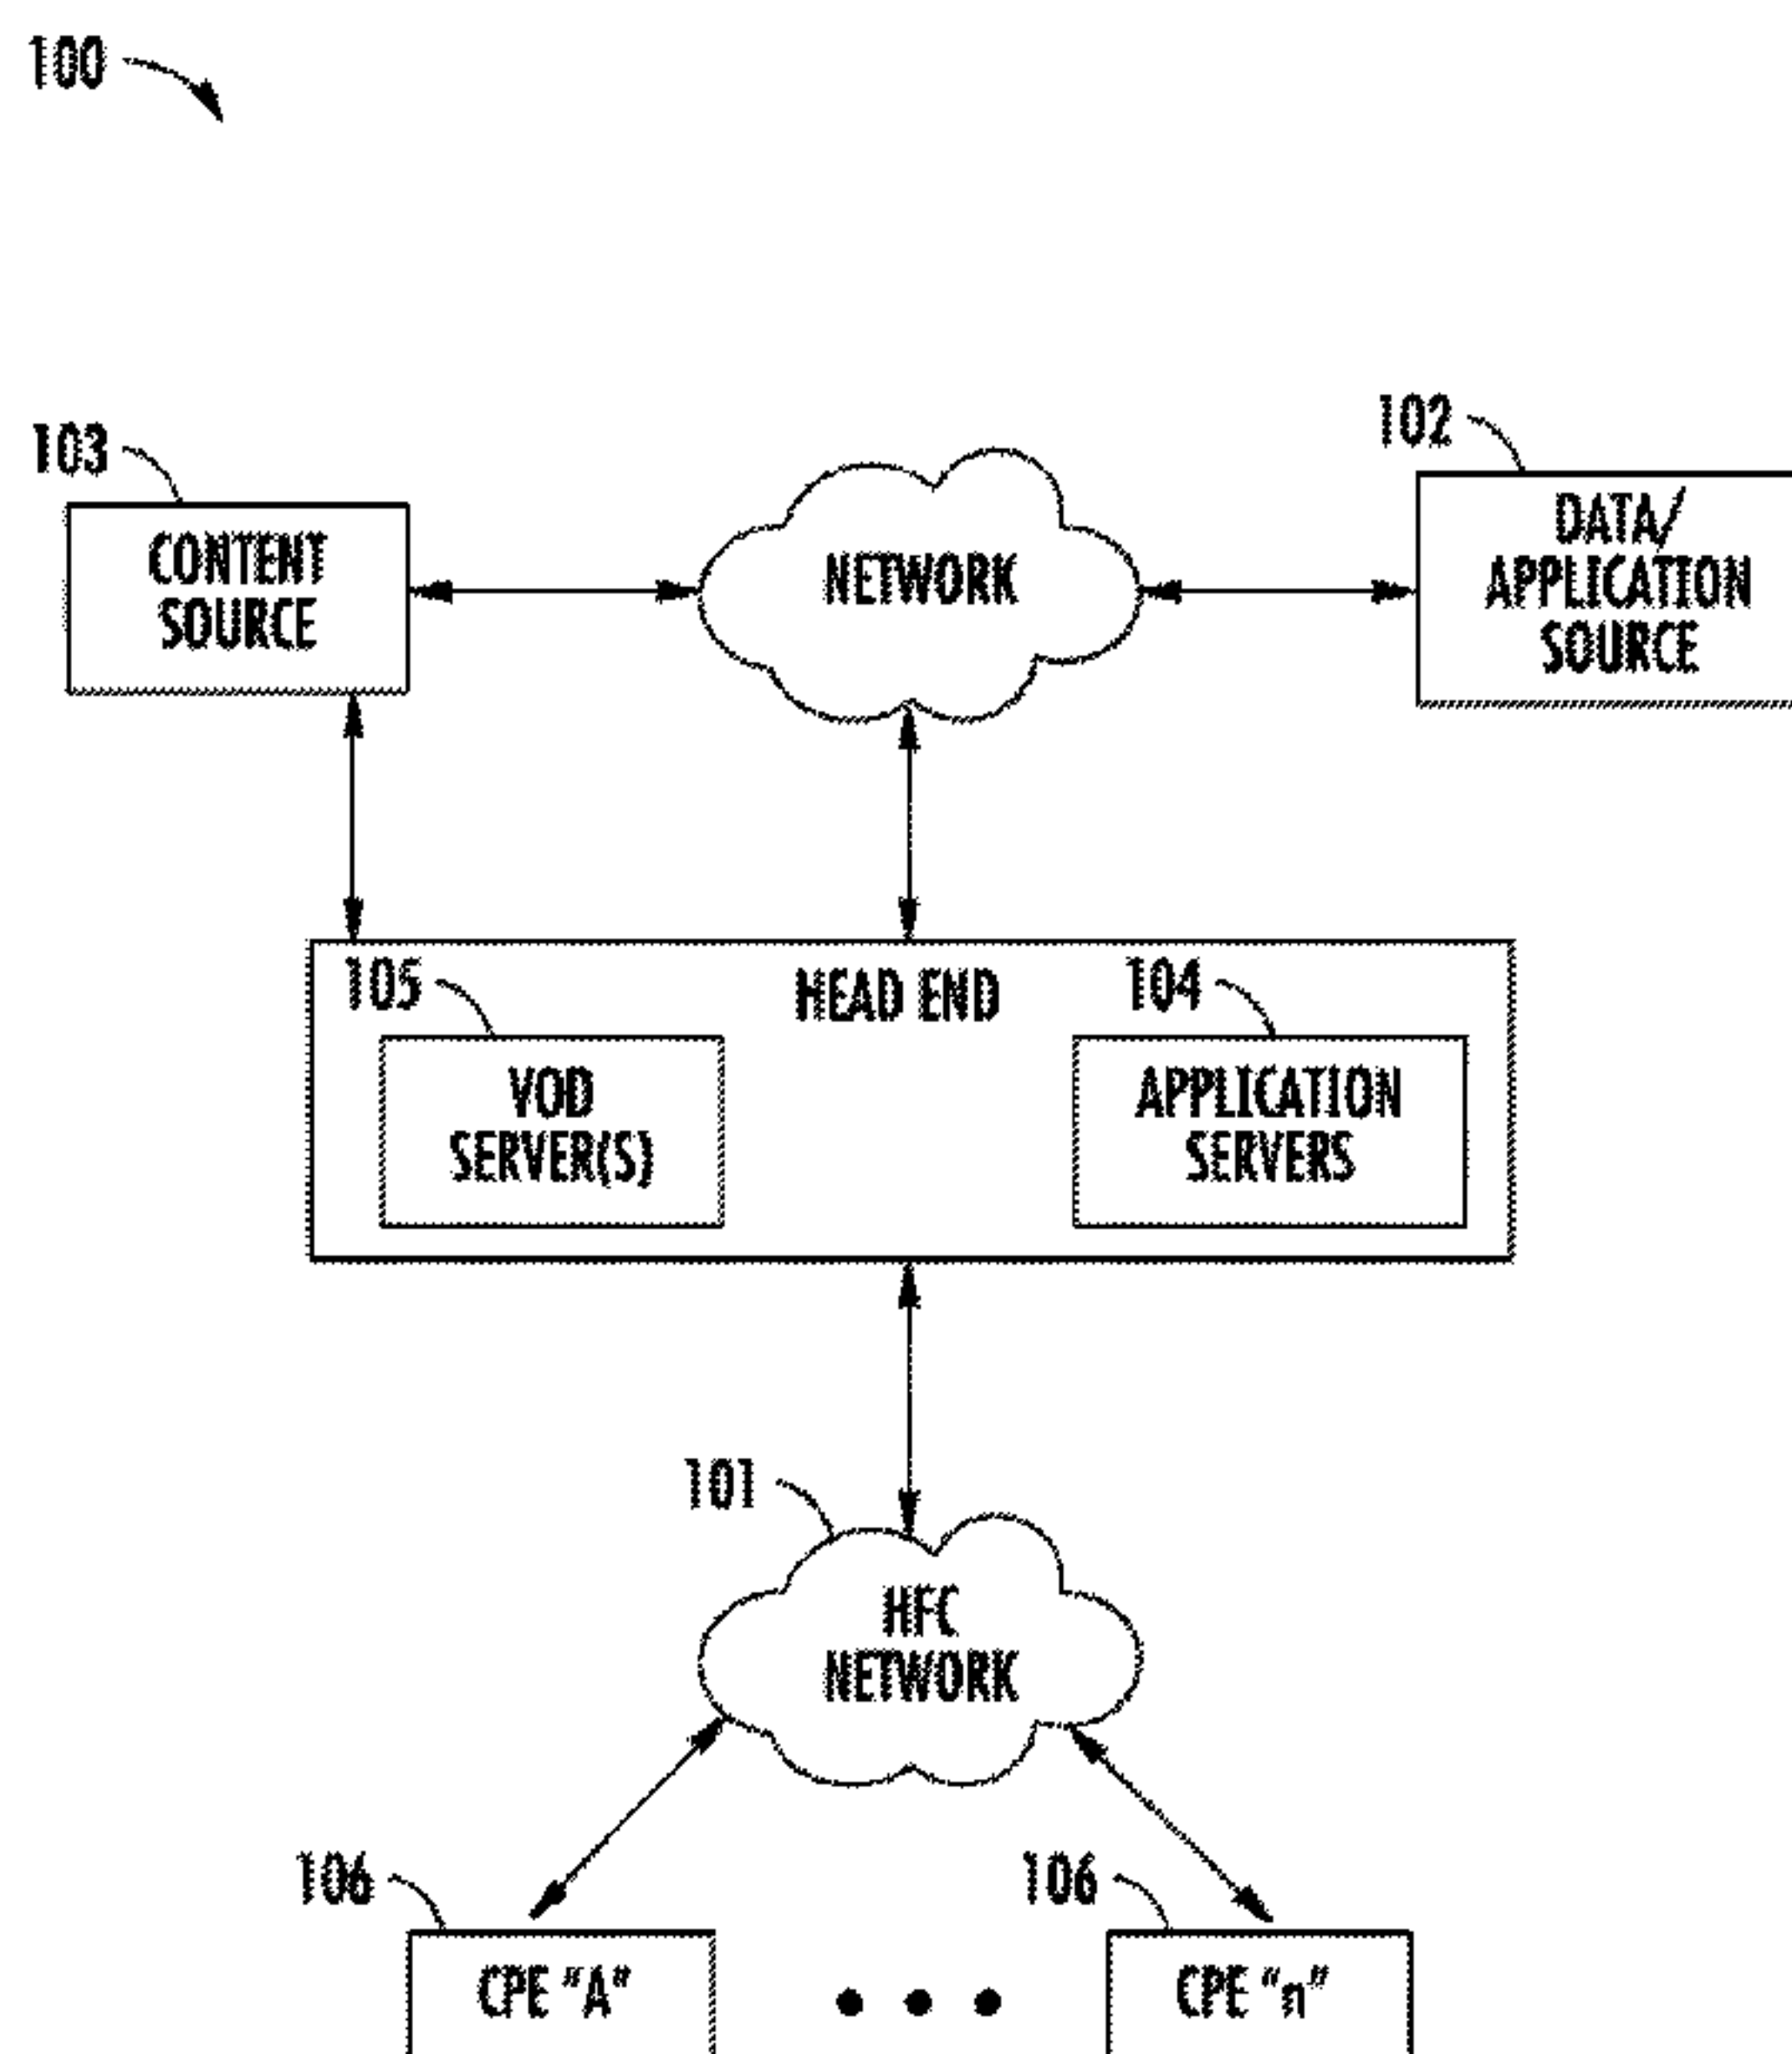 100
103
102
CONTENT
SOURCE
NETWORK
DATA/
APPLICATION
SOURCE
105
HEAD END
104
VOD
SERVER(S)
APPLICATION
SERVERS
101
HFC
NETWORK
106
106
CPE "A"
CPE "n"